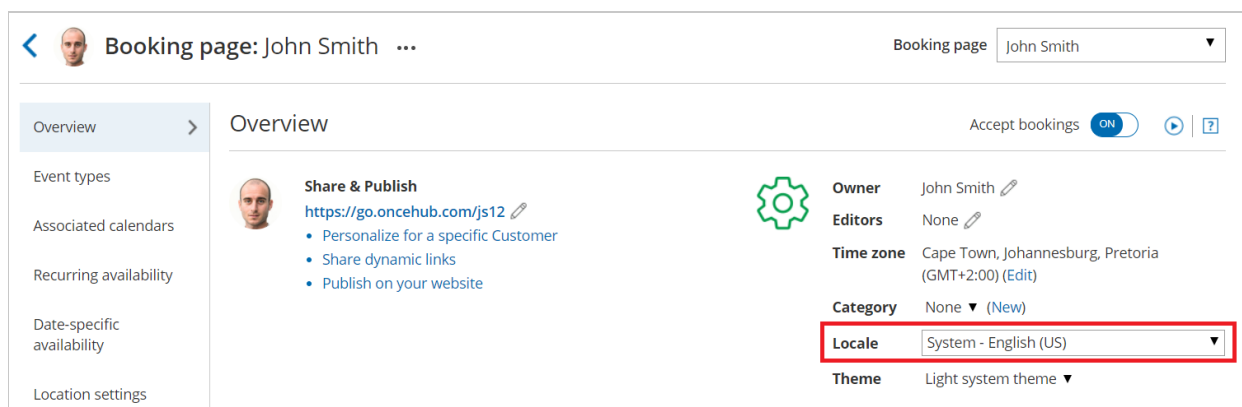 Booking page: John Smith ...
Booking page John Smith ▼
Overview
Event types
Associated calendars
Recurring availability
Date-specific
availability
Location settings
Overview
Accept bookings ON
Share & Publish
https://go.oncehub.com/js12
• Personalize for a specific Customer
• Share dynamic links
• Publish on your website
Owner John Smith
Editors None
Time zone Cape Town, Johannesburg, Pretoria
(GMT+2:00) (Edit)
Category None ▼ (New)
Locale System - English (US) ▼
Theme Light system theme ▼